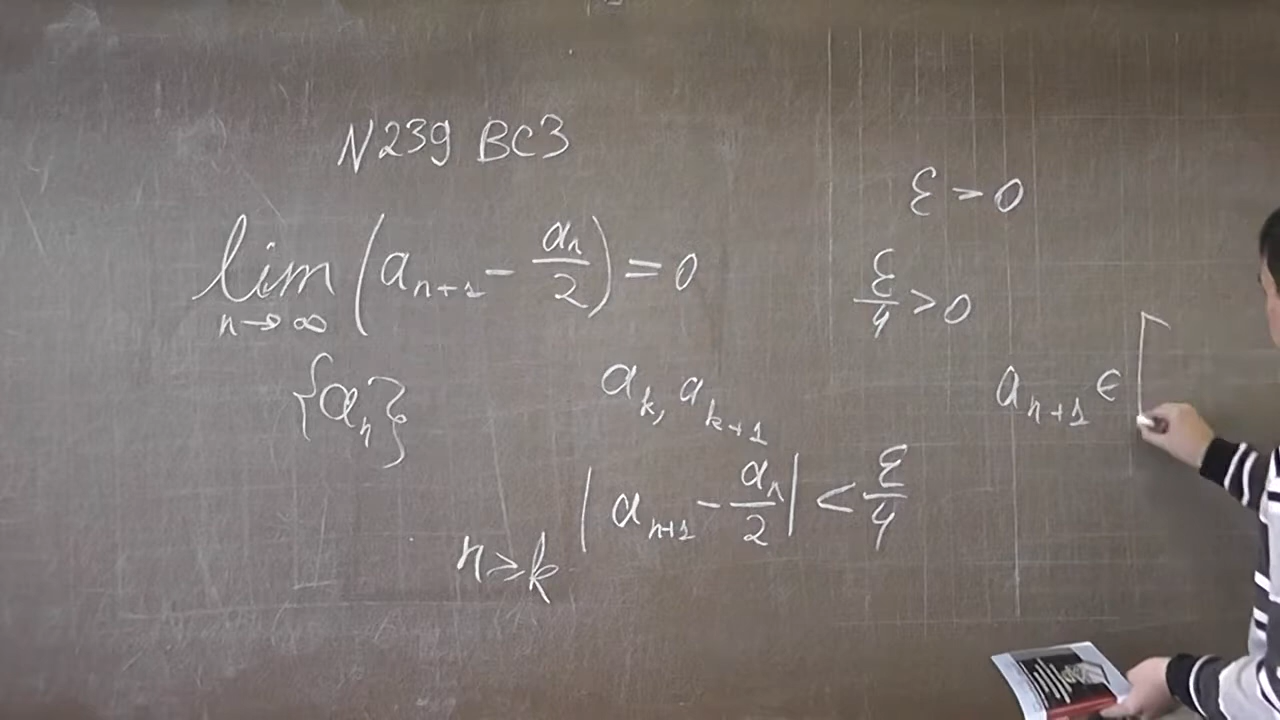 N239 ВСЗ
lim (a_{n+1} - a_n/2) = 0
n→∞
{a_n}
a_k, a_{k+1}
n ≥ k |a_{n+1} - a_n/2| < ε/4
ε > 0
ε/4 > 0
a_{n+1} ∈ [